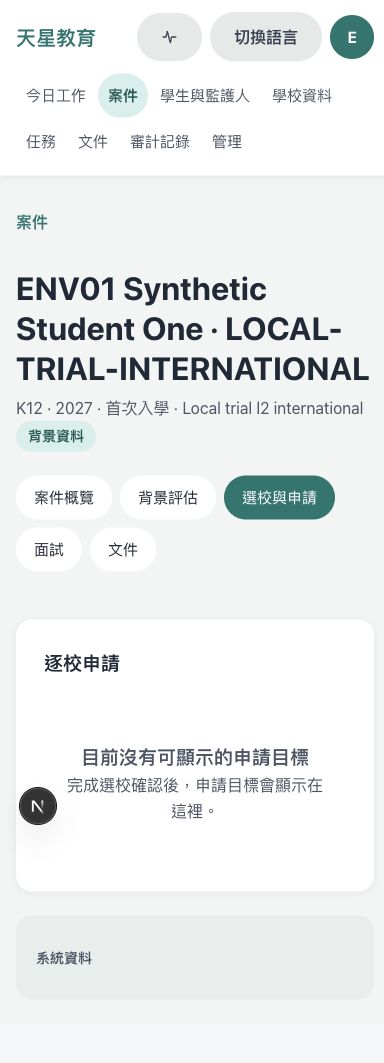 天星教育
切換語言
E
今日工作 案件 學生與監護人 學校資料
任務 文件 審計記錄 管理
案件
ENV01 Synthetic
Student One · LOCAL-
TRIAL-INTERNATIONAL
K12 · 2027 · 首次入學 · Local trial l2 international
背景資料
案件概覽 背景評估 選校與申請
面試 文件
逐校申請
目前沒有可顯示的申請目標
完成選校確認後，申請目標會顯示在
這裡。
N
系統資料